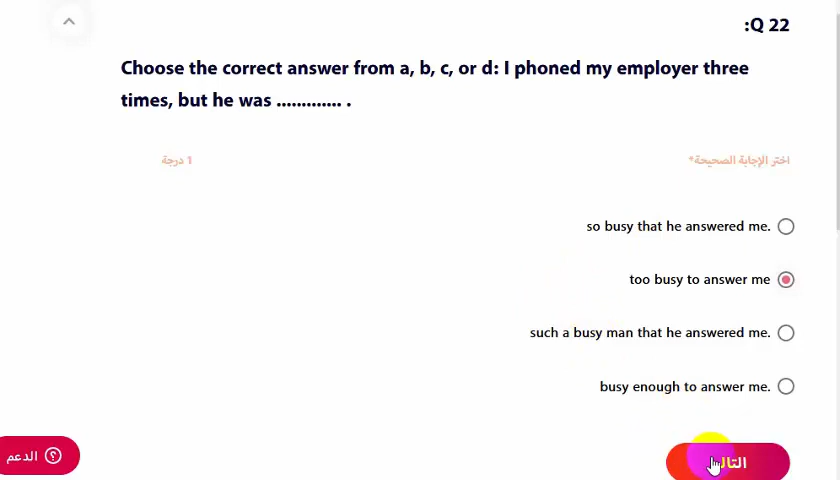 :Q 22
Choose the correct answer from a, b, c, or d: I phoned my employer three
times, but he was ............. .
اختر الإجابة الصحيحة*
1 درجة
so busy that he answered me.
too busy to answer me
such a busy man that he answered me.
busy enough to answer me.
الدعم
التالي